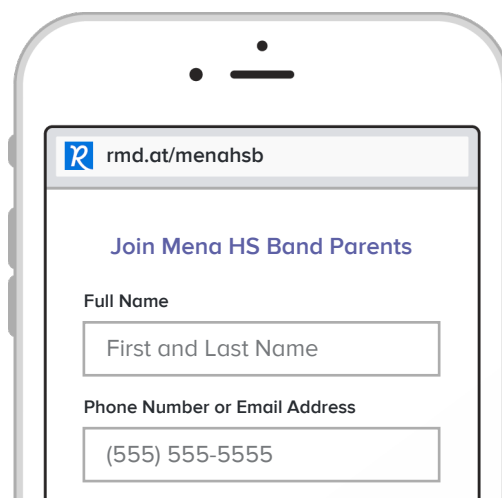 rmd.at/menahsb
Join Mena HS Band Parents
Full Name
First and Last Name
Phone Number or Email Address
(555) 555-5555